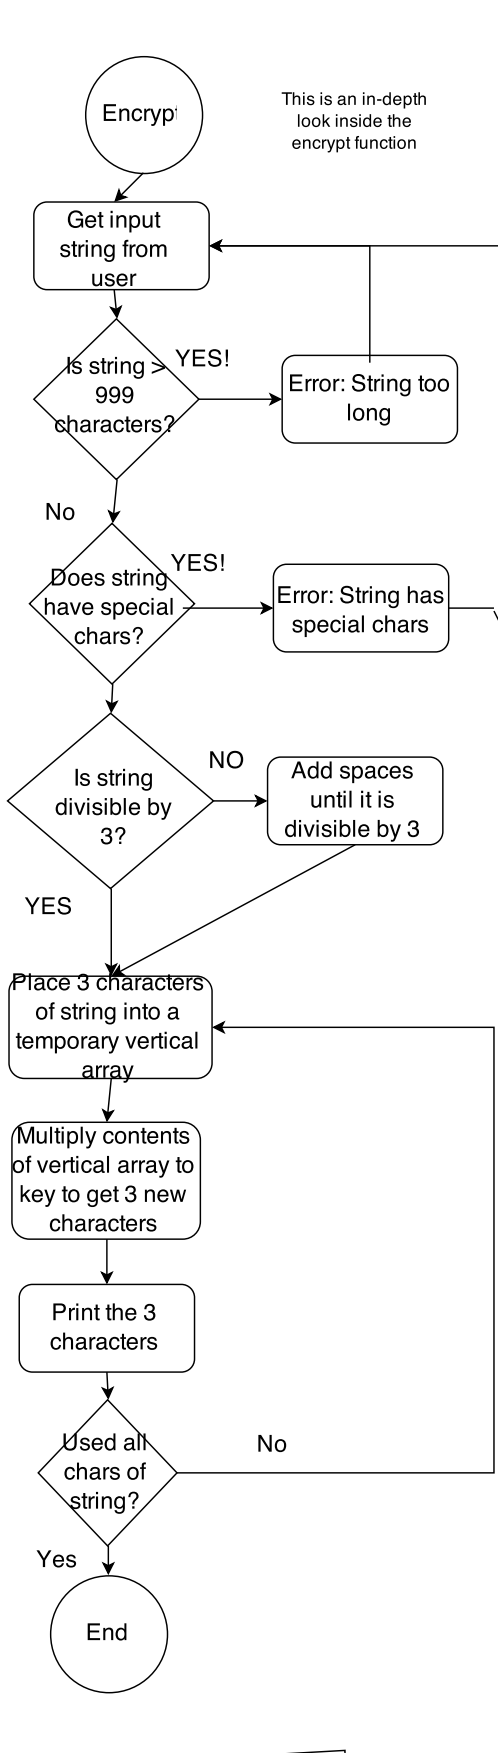 Encrypt
This is an in-depth
look inside the
encrypt function
Get input
string from
user
Is string >
999
characters?
YES!
Error: String too
long
No
Does string
have special
chars?
YES!
Error: String has
special chars
Is string
divisible by
3?
NO
Add spaces
until it is
divisible by 3
YES
Place 3 characters
of string into a
temporary vertical
array
Multiply contents
of vertical array to
key to get 3 new
characters
Print the 3
characters
Used all
chars of
string?
No
Yes
End